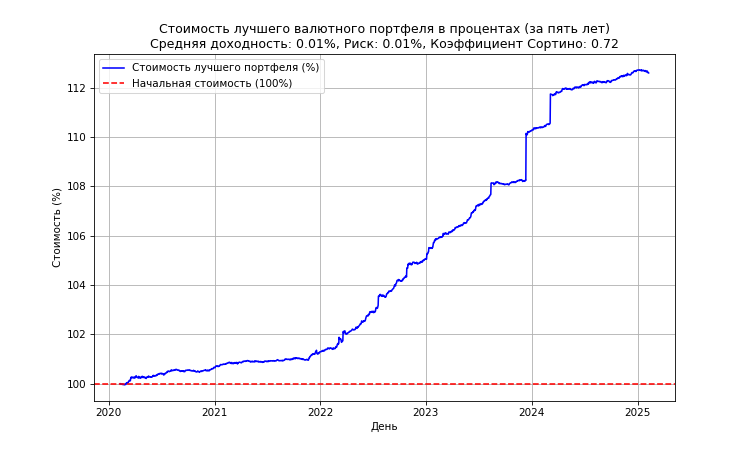 Стоимость лучшего валютного портфеля в процентах (за пять лет)
Средняя доходность: 0.01%, Риск: 0.01%, Коэффициент Сортино: 0.72
Стоимость лучшего портфеля (%)
Начальная стоимость (100%)
Стоимость (%)
112
110
108
106
104
102
100
2020
2021
2022
2023
2024
2025
День